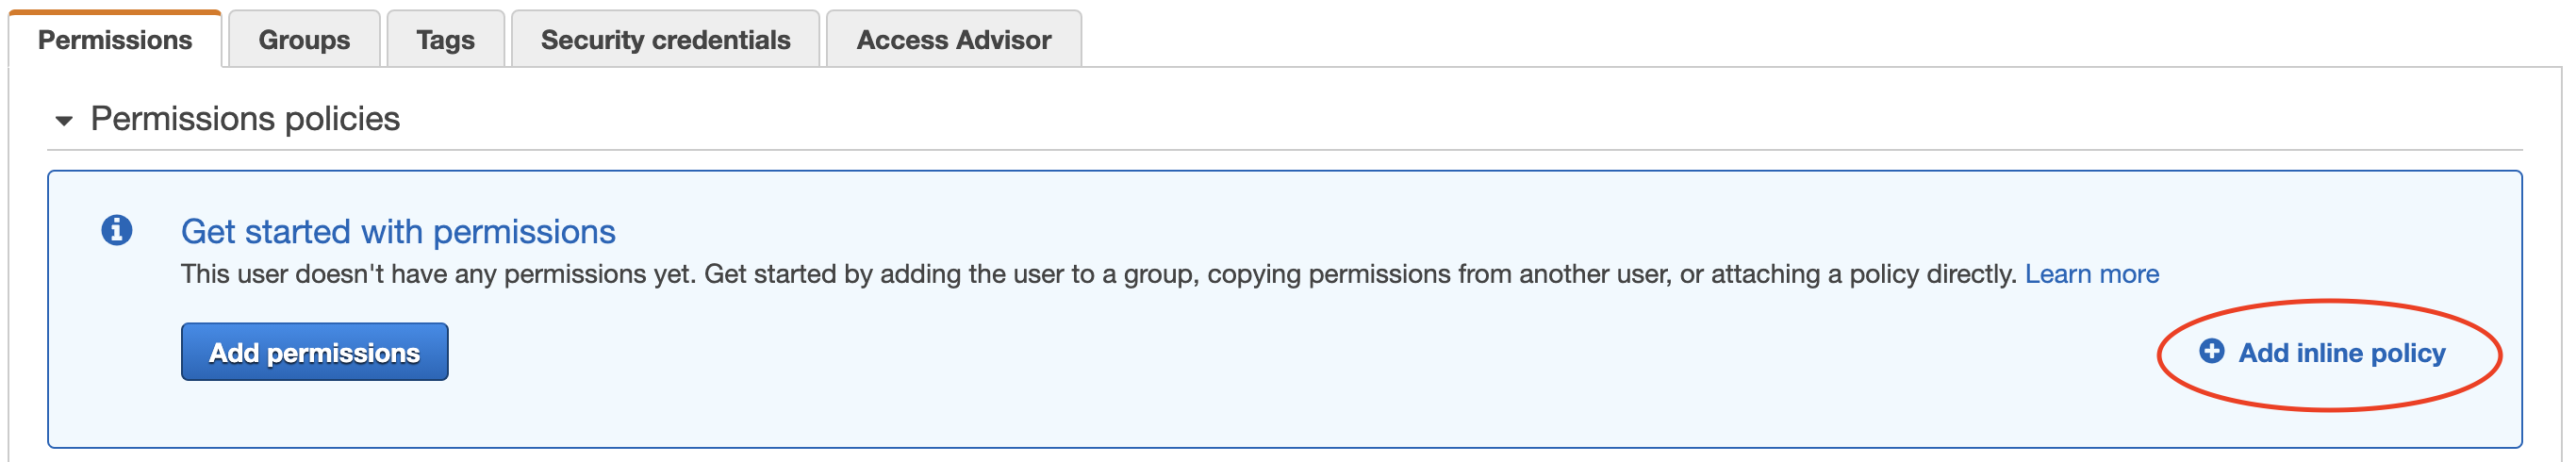 Permissions Groups Tags Security credentials Access Advisor
Permissions policies
Get started with permissions
This user doesn't have any permissions yet. Get started by adding the user to a group, copying permissions from another user, or attaching a policy directly. Learn more
Add permissions Add inline policy